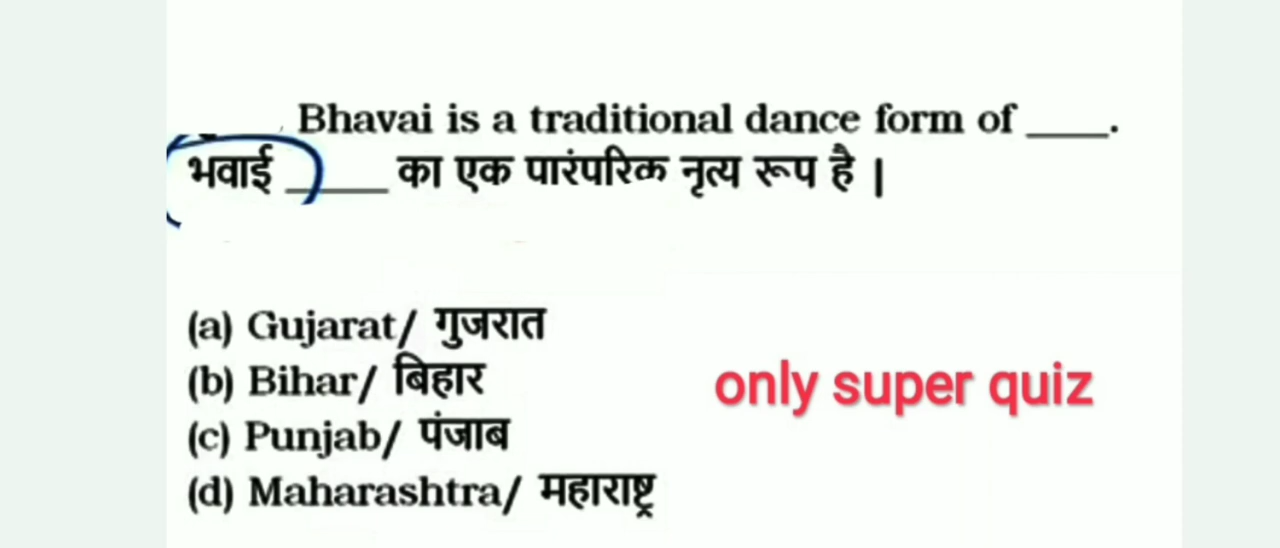 Bhavai is a traditional dance form of ____.
भवाई ____ का एक पारंपरिक नृत्य रूप है |
(a) Gujarat/ गुजरात
(b) Bihar/ बिहार
only super quiz
(c) Punjab/ पंजाब
(d) Maharashtra/ महाराष्ट्र